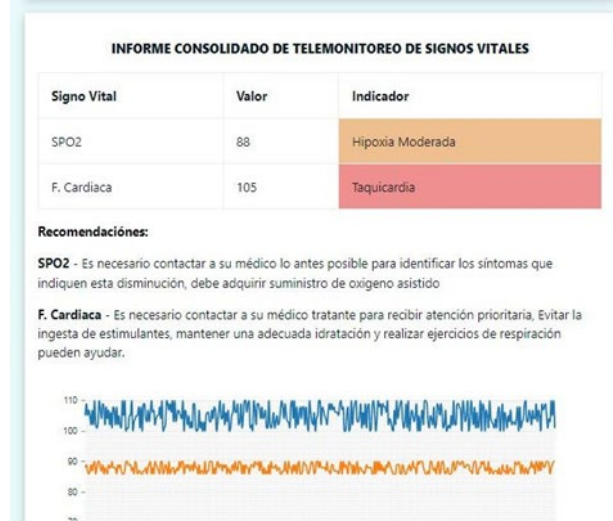 INFORME CONSOLIDADO DE TELEMONITOREO DE SIGNOS VITALES
Signo Vital Valor Indicador
SPO2 88 Hipoxia Moderada
F. Cardiaca 105 Taquicardia
Recomendaciónes:
SPO2 - Es necesario contactar a su médico lo antes posible para identificar los síntomas que
indiquen esta disminución, debe adquirir suministro de oxigeno asistido
F. Cardiaca - Es necesario contactar a su médico tratante para recibir atención prioritaria, Evitar la
ingesta de estimulantes, mantener una adecuada idratación y realizar ejercicios de respiración
pueden ayudar.
110
100
90
80